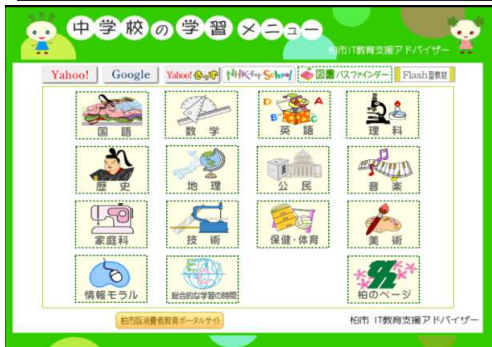 中学校の学習メニュー
柏市IT教育支援アドバイザー
Yahoo! Google Yahoo!きっず NHK for School 図書パスファインダー Flash型教材
国語 数学 英語 理科
歴史 地理 公民 音楽
家庭科 技術 保健・体育 美術
情報モラル 総合的な学習の時間 柏のページ
柏市版消費者教育ポータルサイト 柏市 IT教育支援アドバイザー